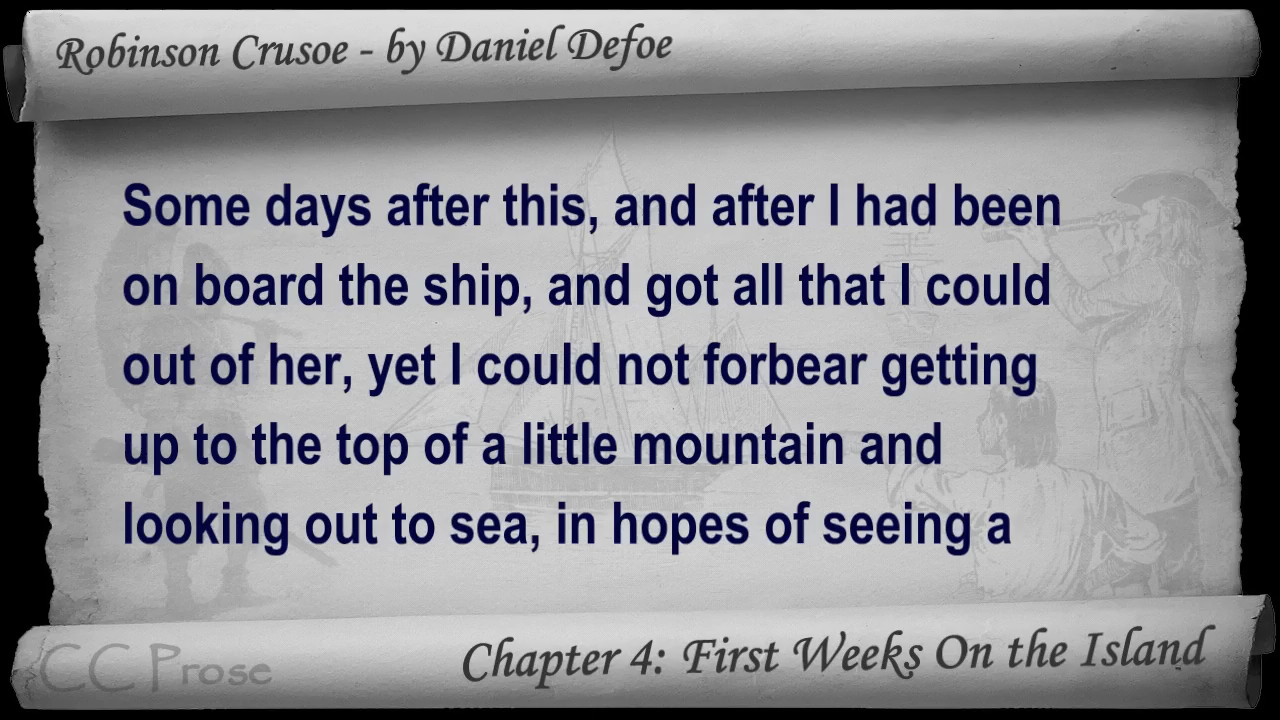 Robinson Crusoe - by Daniel Defoe
Some days after this, and after I had been
on board the ship, and got all that I could
out of her, yet I could not forbear getting
up to the top of a little mountain and
looking out to sea, in hopes of seeing a
CC Prose
Chapter 4: First Weeks On the Island